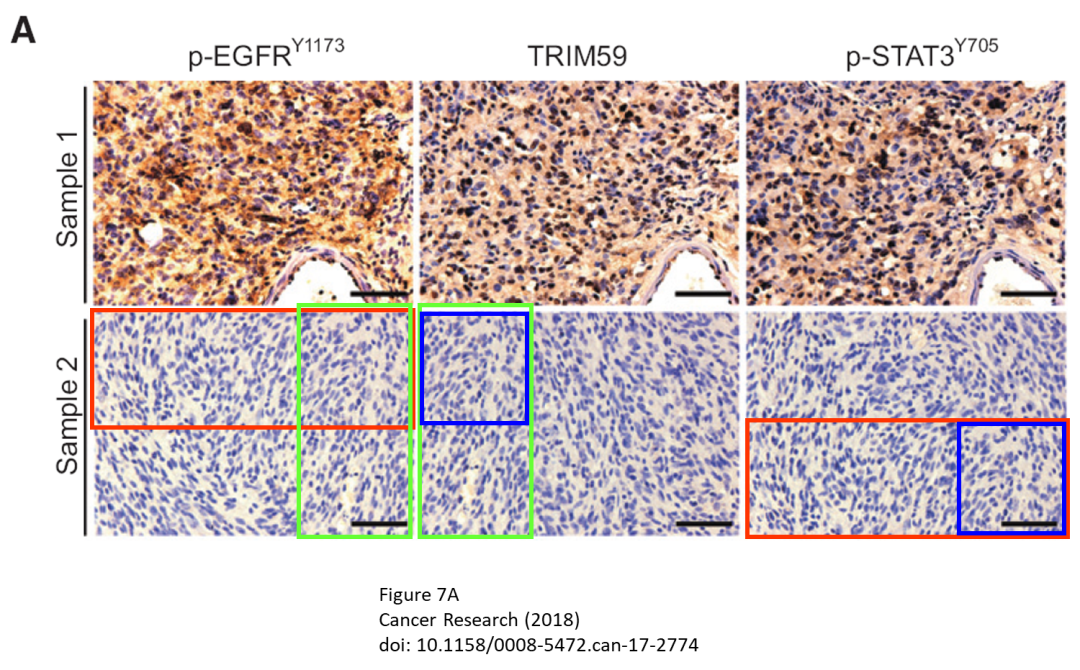 A
p-EGFRY1173
TRIM59
p-STAT3Y705
Sample 1
Sample 2
Figure 7A
Cancer Research (2018)
doi: 10.1158/0008-5472.can-17-2774